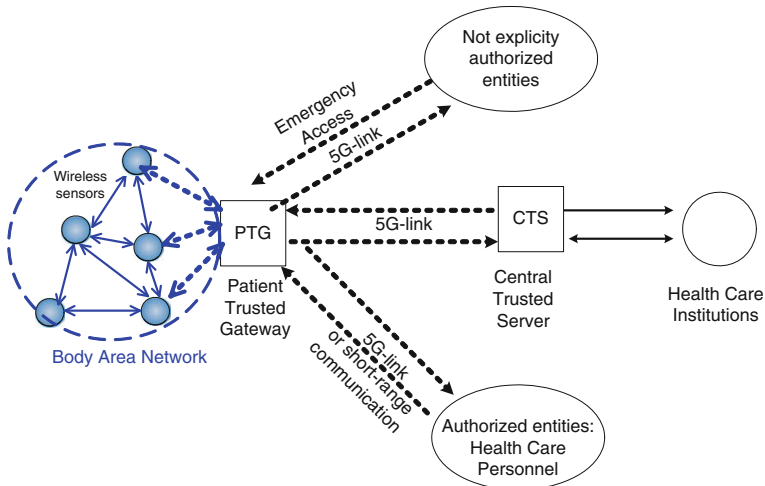 Not explicity
authorized
entities
Emergency
Access
5G-link
Wireless
sensors
PTG
5G-link
CTS
Patient
Trusted
Gateway
Central
Trusted
Server
Health Care
Institutions
Body Area Network
5G-link
or short-range
communication
Authorized entities:
Health Care
Personnel